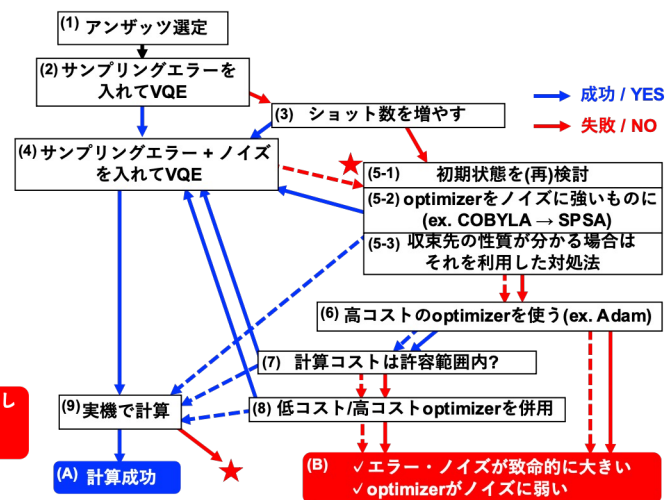 (1) アンザッツ選定
(2) サンプリングエラーを
入れてVQE
(3) ショット数を増やす
成功 / YES
失敗 / NO
(4) サンプリングエラー + ノイズ
を入れてVQE
(5-1) 初期状態を(再)検討
(5-2) optimizerをノイズに強いものに
(ex. COBYLA → SPSA)
(5-3) 収束先の性質が分かる場合は
それを利用した対処法
(6) 高コストのoptimizerを使う(ex. Adam)
(7) 計算コストは許容範囲内?
(8) 低コスト/高コストoptimizerを併用
(9) 実機で計算
し
(A) 計算成功
(B) ✓エラー・ノイズが致命的に大きい
✓optimizerがノイズに弱い